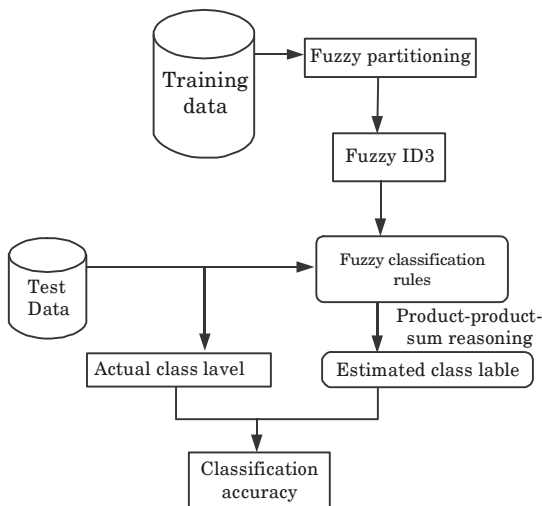 Training
data
Fuzzy partitioning
Fuzzy ID3
Test
Data
Fuzzy classification
rules
Product-product-
sum reasoning
Actual class lavel
Estimated class lable
Classification
accuracy